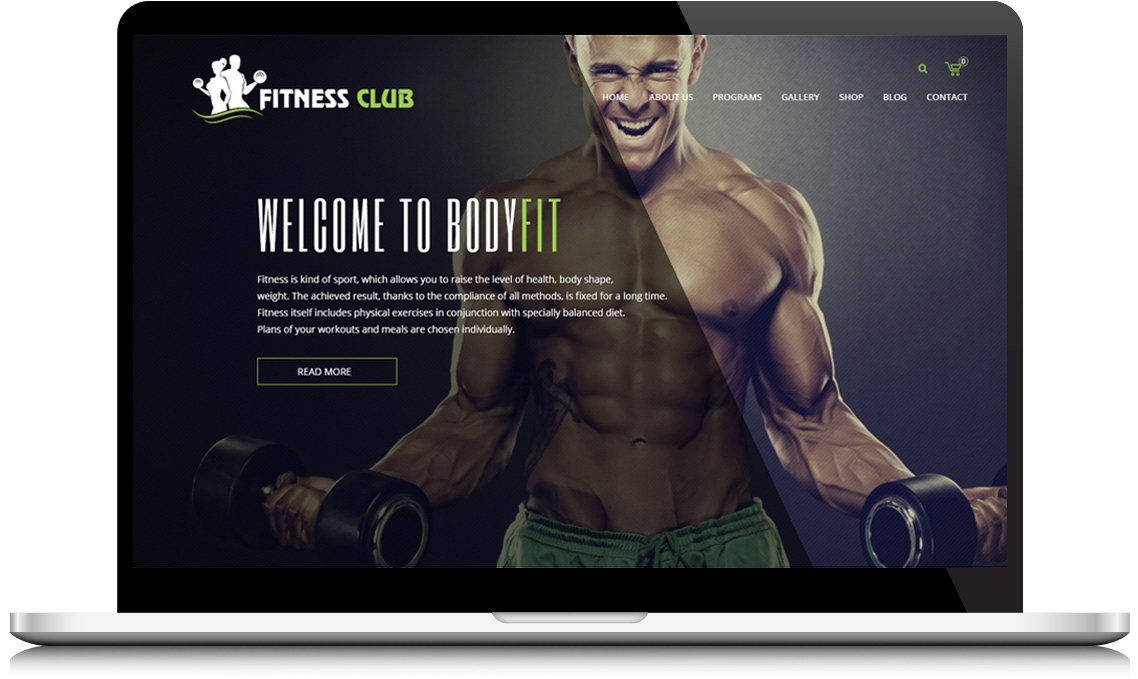 FITNESS CLUB
0
HOME ABOUT US PROGRAMS GALLERY SHOP BLOG CONTACT
WELCOME TO BODYFIT
Fitness is kind of sport, which allows you to raise the level of health, body shape,
weight. The achieved result, thanks to the compliance of all methods, is fixed for a long time.
Fitness itself includes physical exercises in conjunction with specially balanced diet.
Plans of your workouts and meals are chosen individually.
READ MORE